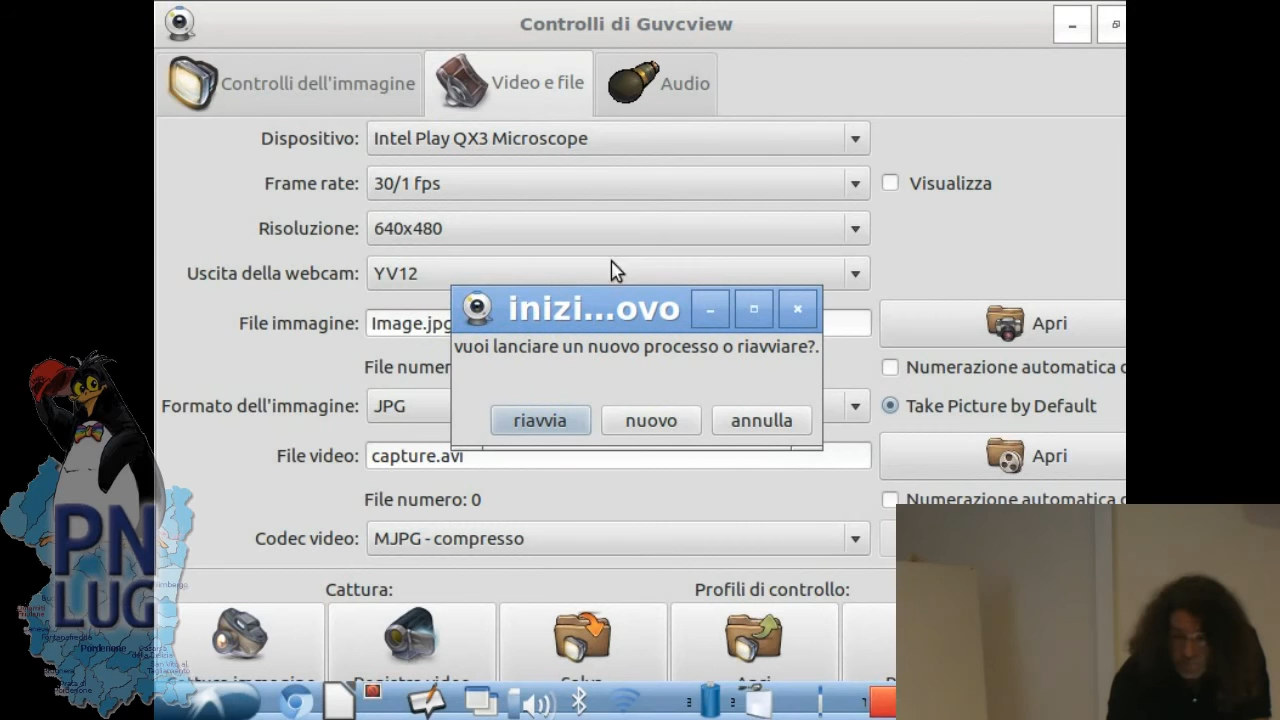 Controlli di Guvcview
Controlli dell'immagine
Video e file
Audio
Dispositivo:
Intel Play QX3 Microscope
Frame rate:
30/1 fps
Visualizza
Risoluzione:
640x480
Uscita della webcam:
YV12
inizi...ovo
File immagine:
Image.jpg
Apri
vuoi lanciare un nuovo processo o riavviare?.
File numer
Numerazione automatica
Formato dell'immagine:
JPG
riavvia
nuovo
annulla
Take Picture by Default
File video:
capture.avi
Apri
File numero: 0
Numerazione automatica
Codec video:
MJPG - compresso
Cattura:
Profili di controllo:
PN
LUG
Pordenone